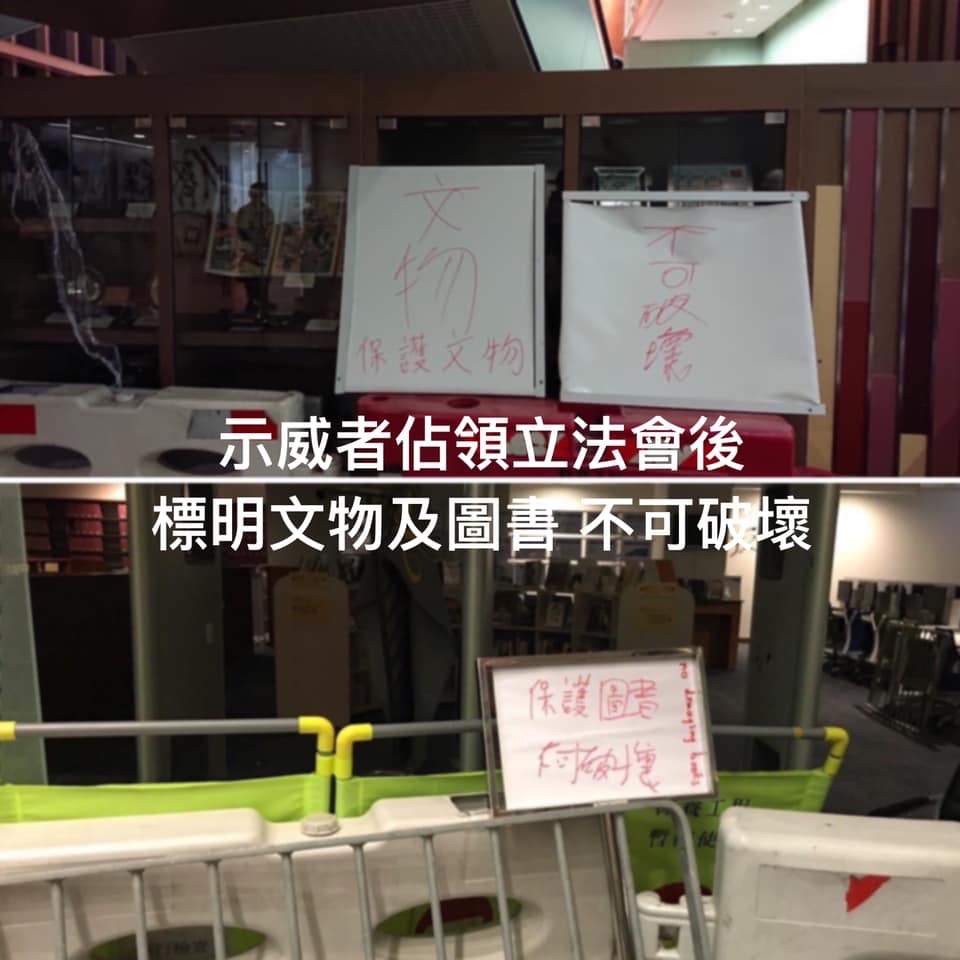 文
物
保護文物
不可破壞
示威者佔領立法會後
標明文物及圖書 不可破壞
保護圖書
不可破壞
NO damaging books